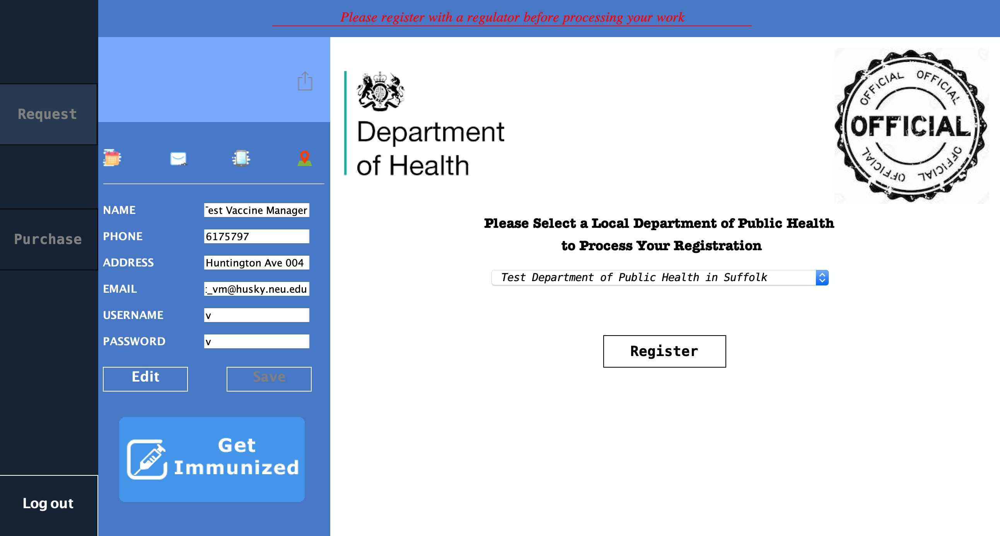 Please register with a regulator before processing your work
Request
Purchase
Log out
NAME
Test Vaccine Manager
PHONE
6175797
ADDRESS
Huntington Ave 004
EMAIL
_vm@husky.neu.edu
USERNAME
v
PASSWORD
v
Edit
Save
Get
Immunized
Department
of Health
OFFICIAL OFFICIAL
OFFICIAL
OFFICIAL OFFICIAL
Please Select a Local Department of Public Health
to Process Your Registration
Test Department of Public Health in Suffolk
Register